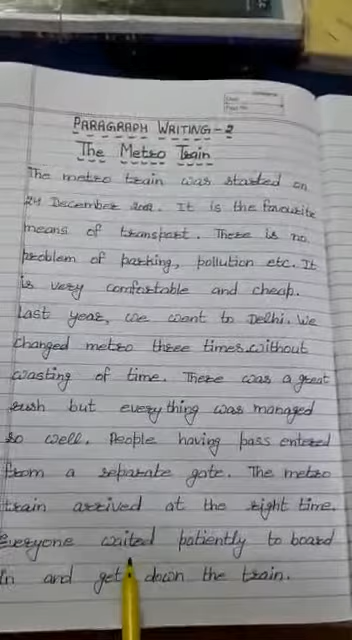 PARAGRAPH WRITING-2
The Metro Train
The metro train was started on
24 December 2002. It is the favourite
means of transport. There is no
problem of parking, pollution etc. It
is very comfortable and cheap.
Last year, we went to Delhi. We
changed metro three times without
wasting of time. There was a great
rush but everything was managed
so well. People having pass entered
from a separate gate. The metro
train arrived at the right time.
Everyone waited patiently to board
in and get down the train.